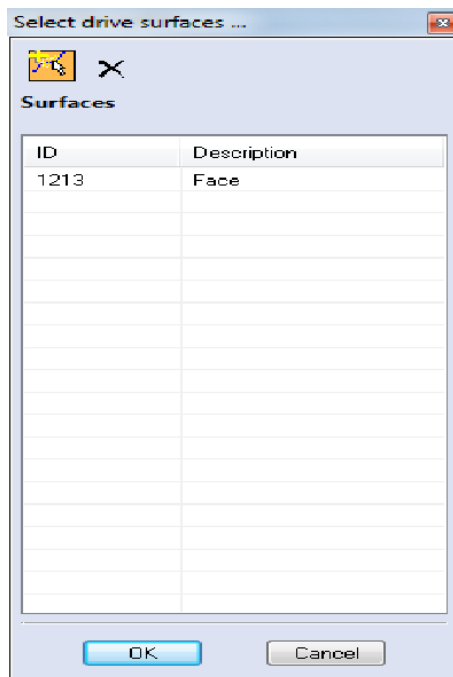 Select drive surfaces ...
Surfaces
ID Description
1213 Face
OK Cancel